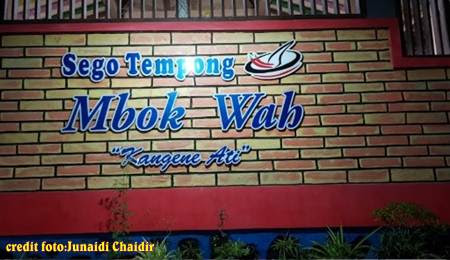 Sego Tempong
Mbok Wah
"Kangene Ati"
credit foto:Junaidi Chaidir